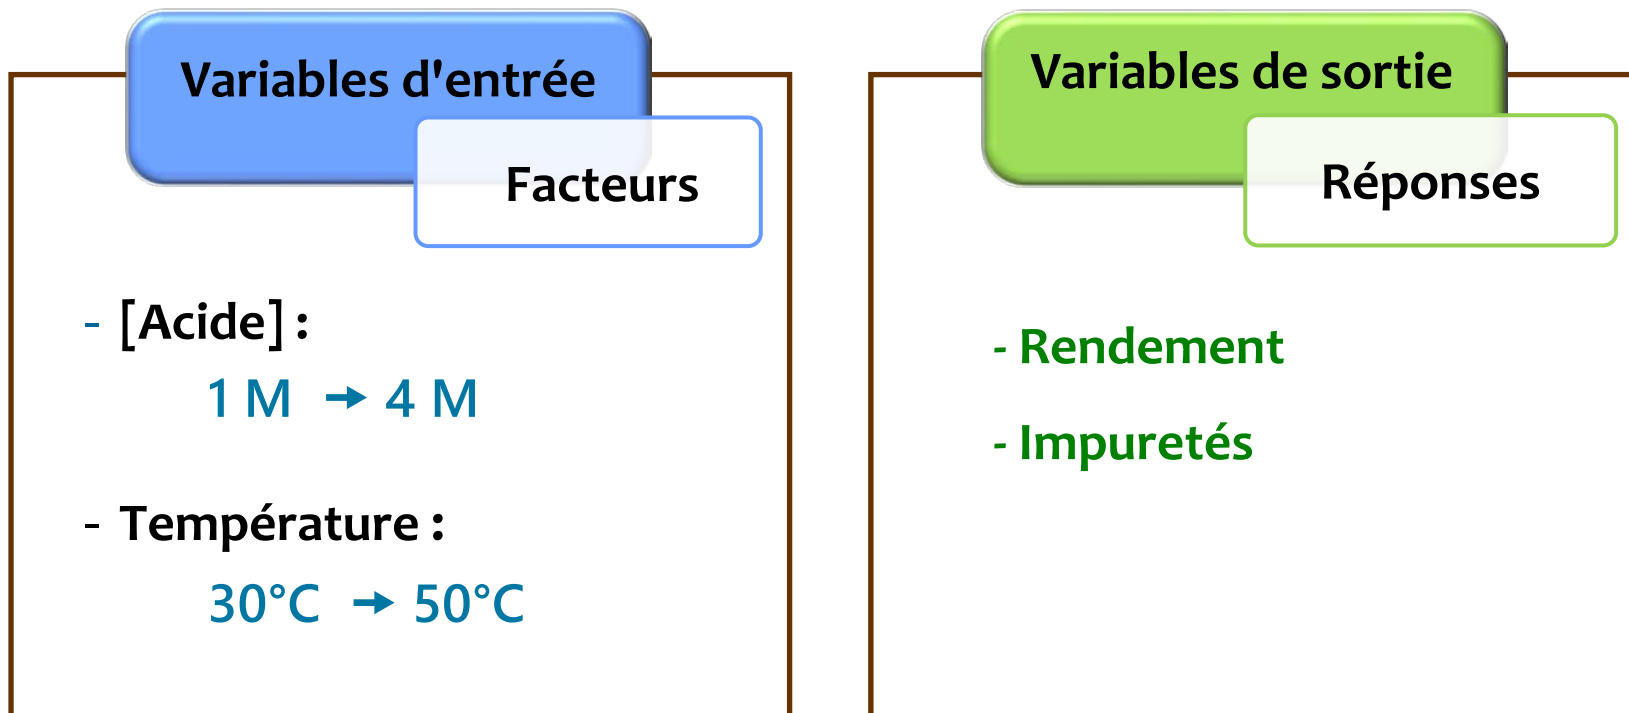 Variables d'entrée
Facteurs
- [Acide] :
1 M → 4 M
- Température :
30°C → 50°C
Variables de sortie
Réponses
- Rendement
- Impuretés